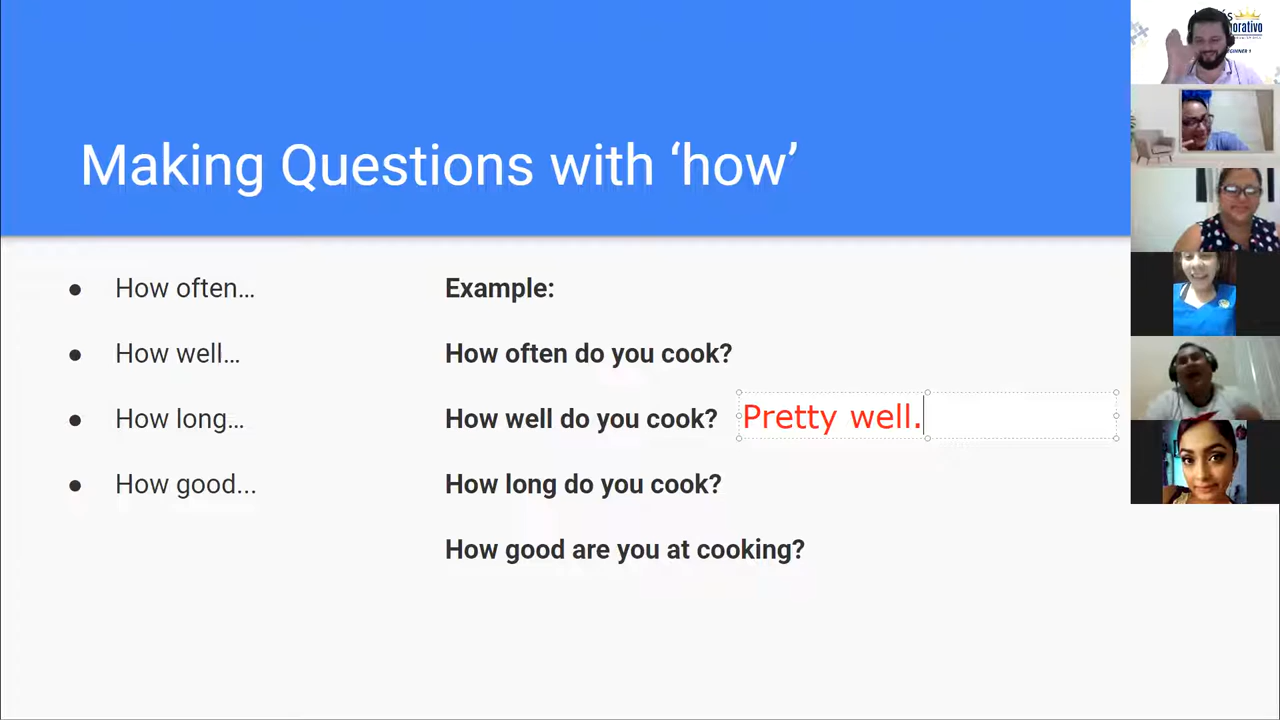 Making Questions with ‘how’
● How often…
● How well…
● How long…
● How good...
Example:
How often do you cook?
How well do you cook? Pretty well.
How long do you cook?
How good are you at cooking?